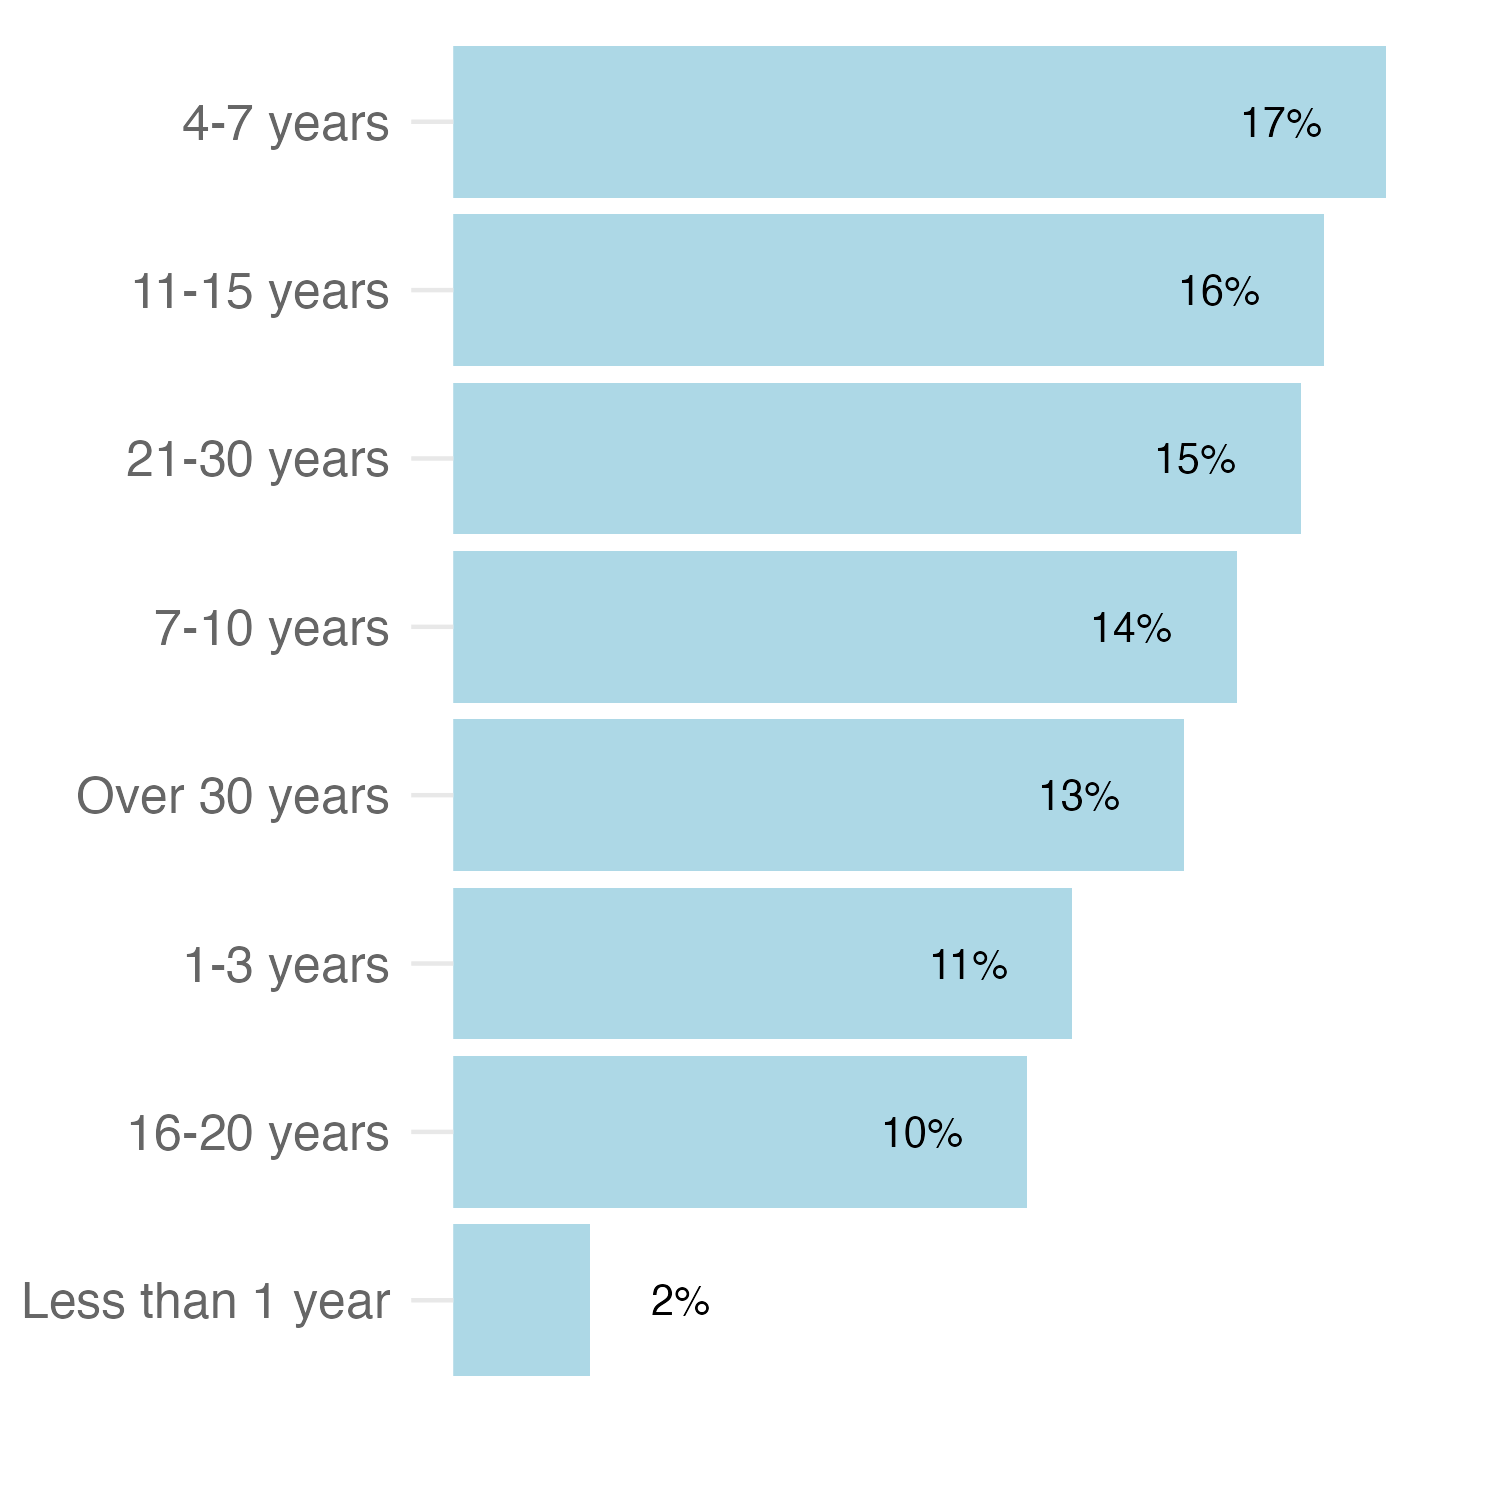 4-7 years 17%
11-15 years 16%
21-30 years 15%
7-10 years 14%
Over 30 years 13%
1-3 years 11%
16-20 years 10%
Less than 1 year 2%